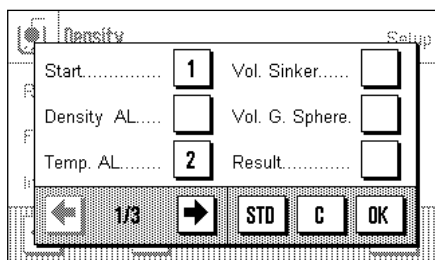 Density
Setup
Start.............. 1 Vol. Sinker......
Density AL..... Vol. G. Sphere.
Temp. AL........ 2 Result............
1/3 STD C OK